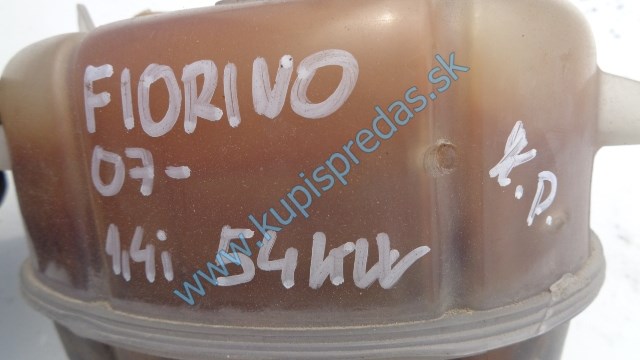 FIORINO
07-
1,4i 54kW
K.D.
www.kupispredas.sk